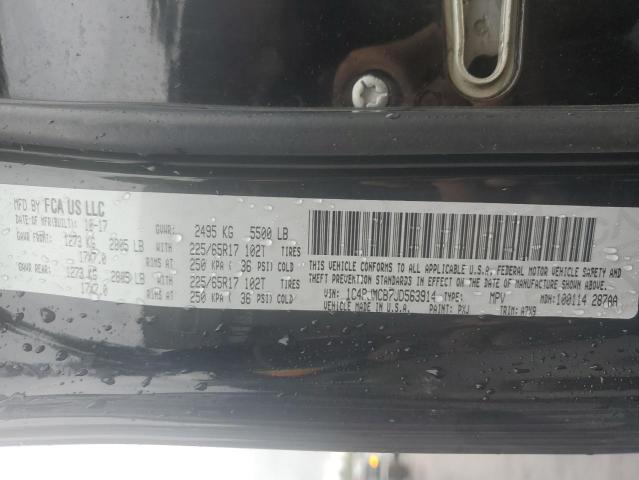 MFD BY FCA US LLC
DATE OF MFR(BUILT): 10-17
GVWR: 2495 KG 5500 LB
GAWR FRONT: 1273 KG 2805 LB
225/65R17 102T TIRES
17X7.0
RIMS AT 250 KPA ( 36 PSI) COLD
GAWR REAR: 1273 KG 2805 LB
225/65R17 102T TIRES
17X7.0
RIMS AT 250 KPA ( 36 PSI) COLD
THIS VEHICLE CONFORMS TO ALL APPLICABLE U.S.A. FEDERAL MOTOR VEHICLE SAFETY AND THEFT PREVENTION STANDARDS IN EFFECT ON THE DATE OF MANUFACTURE SHOWN ABOVE.
VIN: 1C4PJMCB7JD563914 TYPE: MPV MDH: 100114 287AA
VEHICLE MADE IN U.S.A. PAINT: PXJ TRIM: A7X9